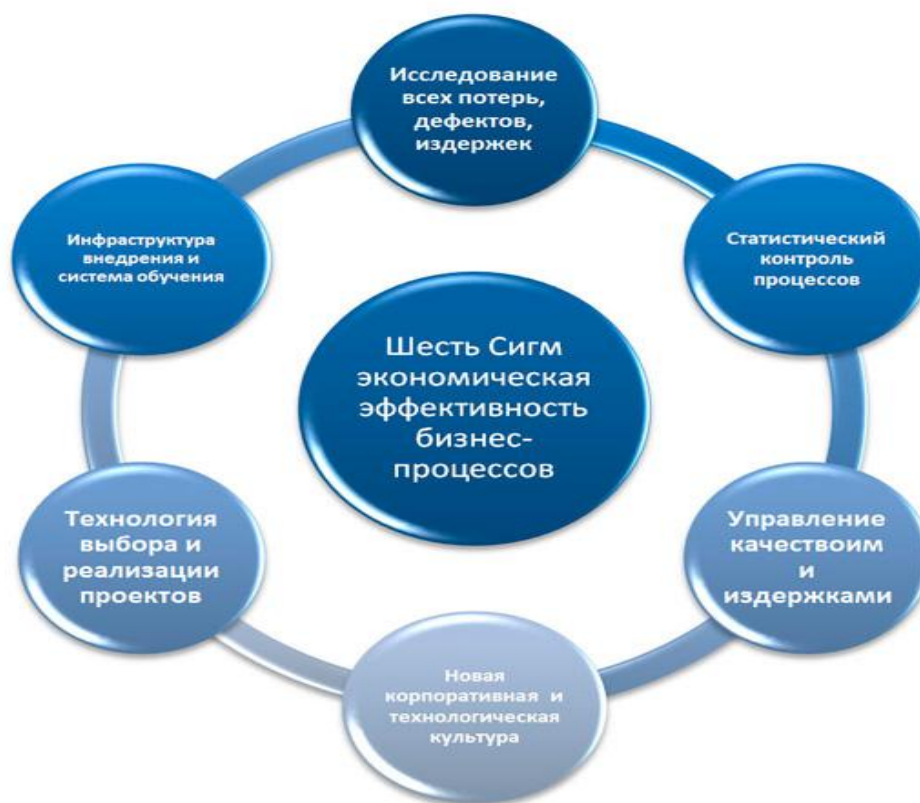 Исследование
всех потерь,
дефектов,
издержек
Статистический
контроль
процессов
Управление
качествоим
и
издержками
Новая
корпоративная и
технологическая
культура
Технология
выбора и
реализации
проектов
Инфраструктура
внедрения и
система обучения
Шесть Сигм
экономическая
эффективность
бизнес-
процессов